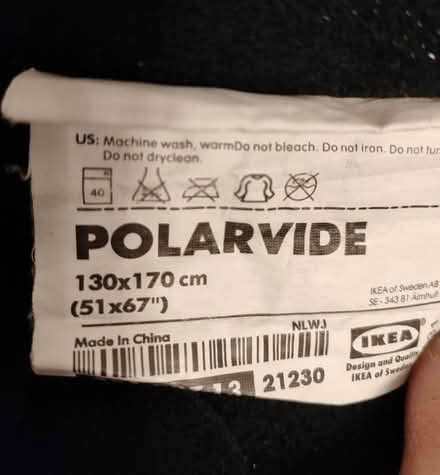 US: Machine wash, warmDo not bleach. Do not iron. Do not
Do not dryclean.
40
POLARVIDE
130x170 cm
(51x67")
IKEA of Sweden AB
SE - 343 81 Älmhult
Made In China
NLWJ
IKEA
21230
Design and Quality
IKEA of Sweden